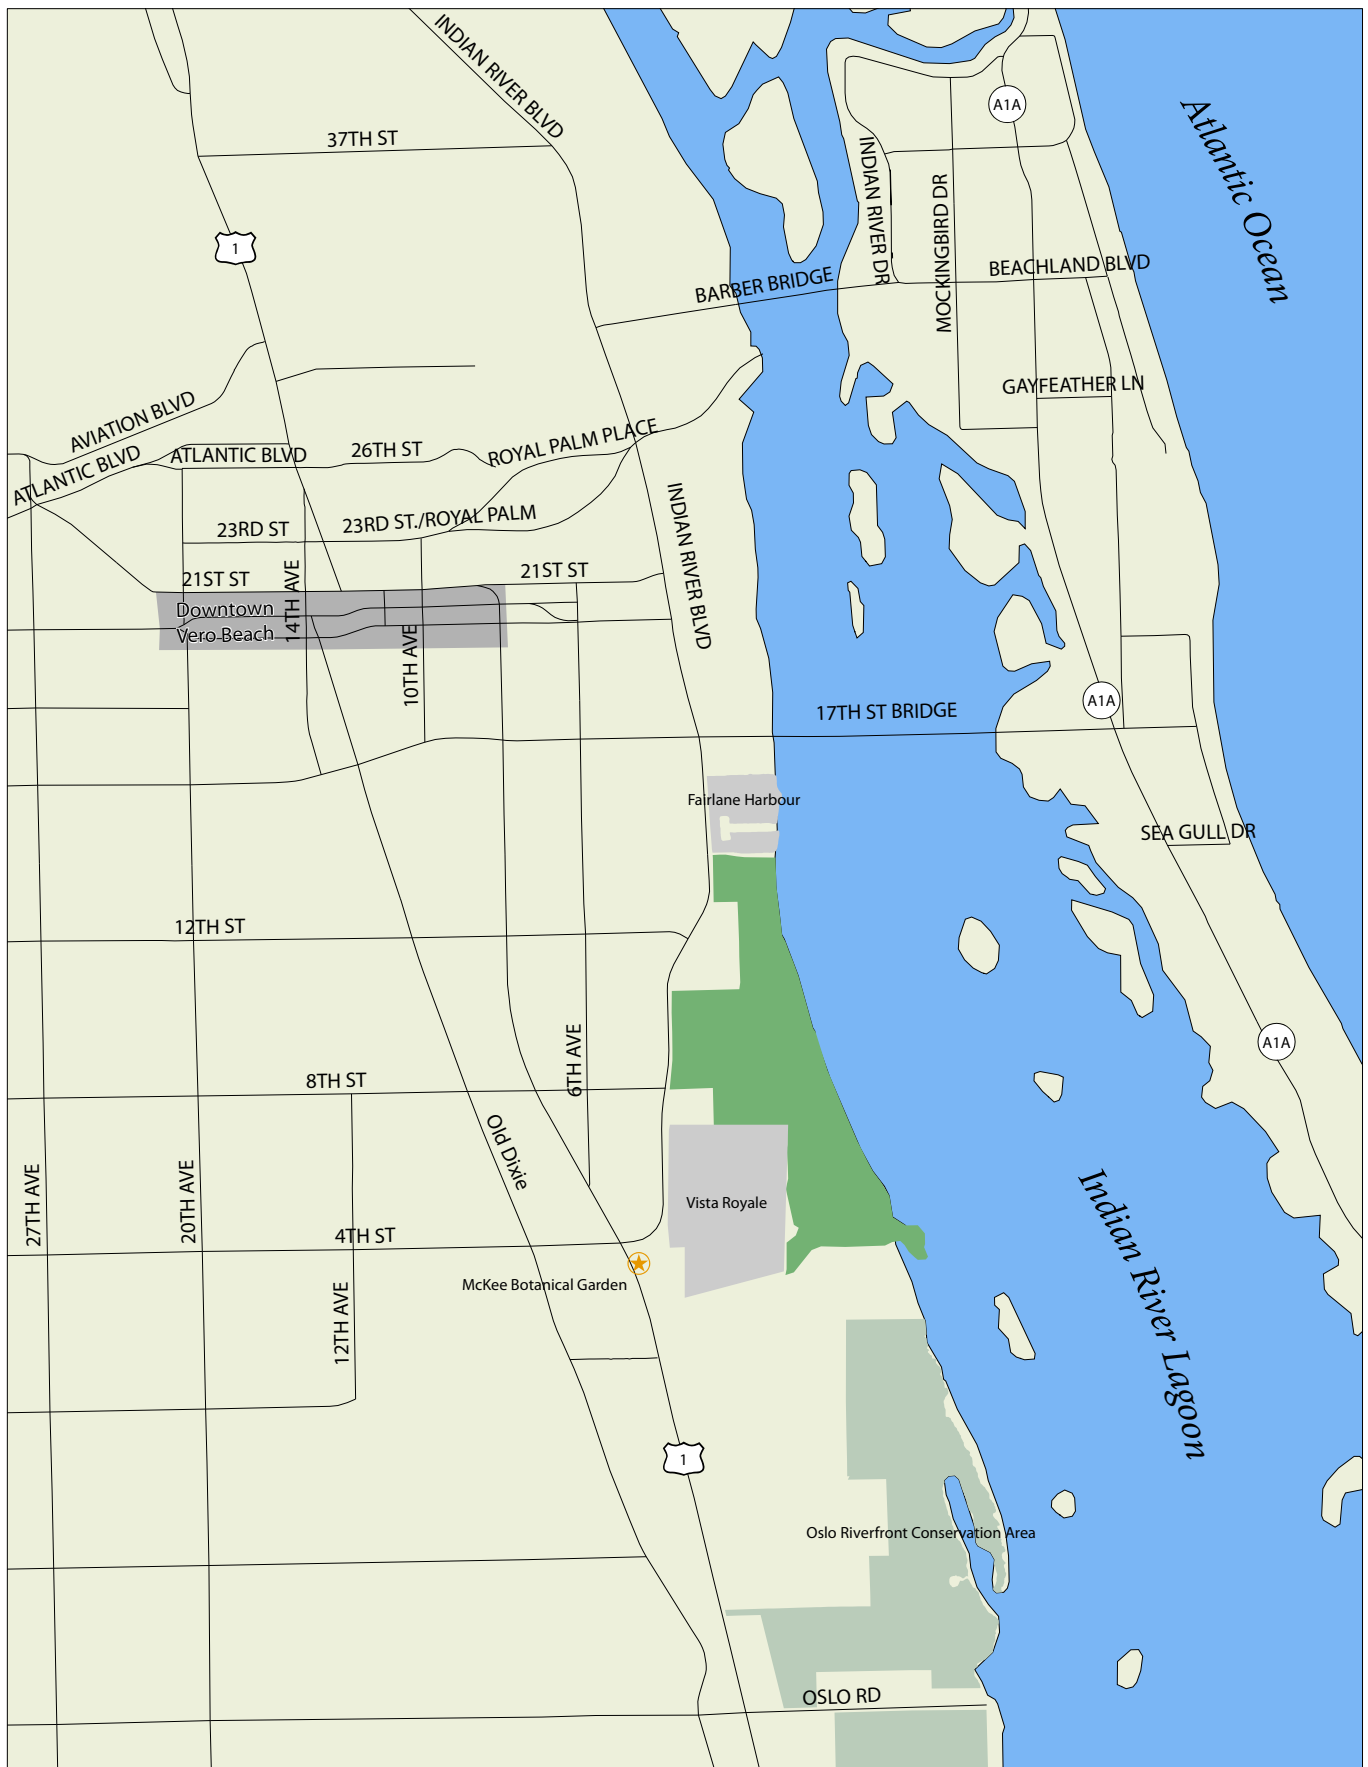 INDIAN RIVER BLVD
A1A
Atlantic Ocean
37TH ST
INDIAN RIVER DR
MOCKINGBIRD DR
1
BEACHLAND BLVD
BARBER BRIDGE
GAYFEATHER LN
AVIATION BLVD
ATLANTIC BLVD
ATLANTIC BLVD
26TH ST
ROYAL PALM PLACE
23RD ST
23RD ST./ROYAL PALM
INDIAN RIVER BLVD
21ST ST
14TH AVE
21ST ST
Downtown
Vero Beach
10TH AVE
A1A
17TH ST BRIDGE
Fairlane Harbour
SEA GULL DR
12TH ST
A1A
6TH AVE
8TH ST
Old Dixie
27TH AVE
20TH AVE
Vista Royale
4TH ST
McKee Botanical Garden
12TH AVE
Indian River Lagoon
1
Oslo Riverfront Conservation Area
OSLO RD